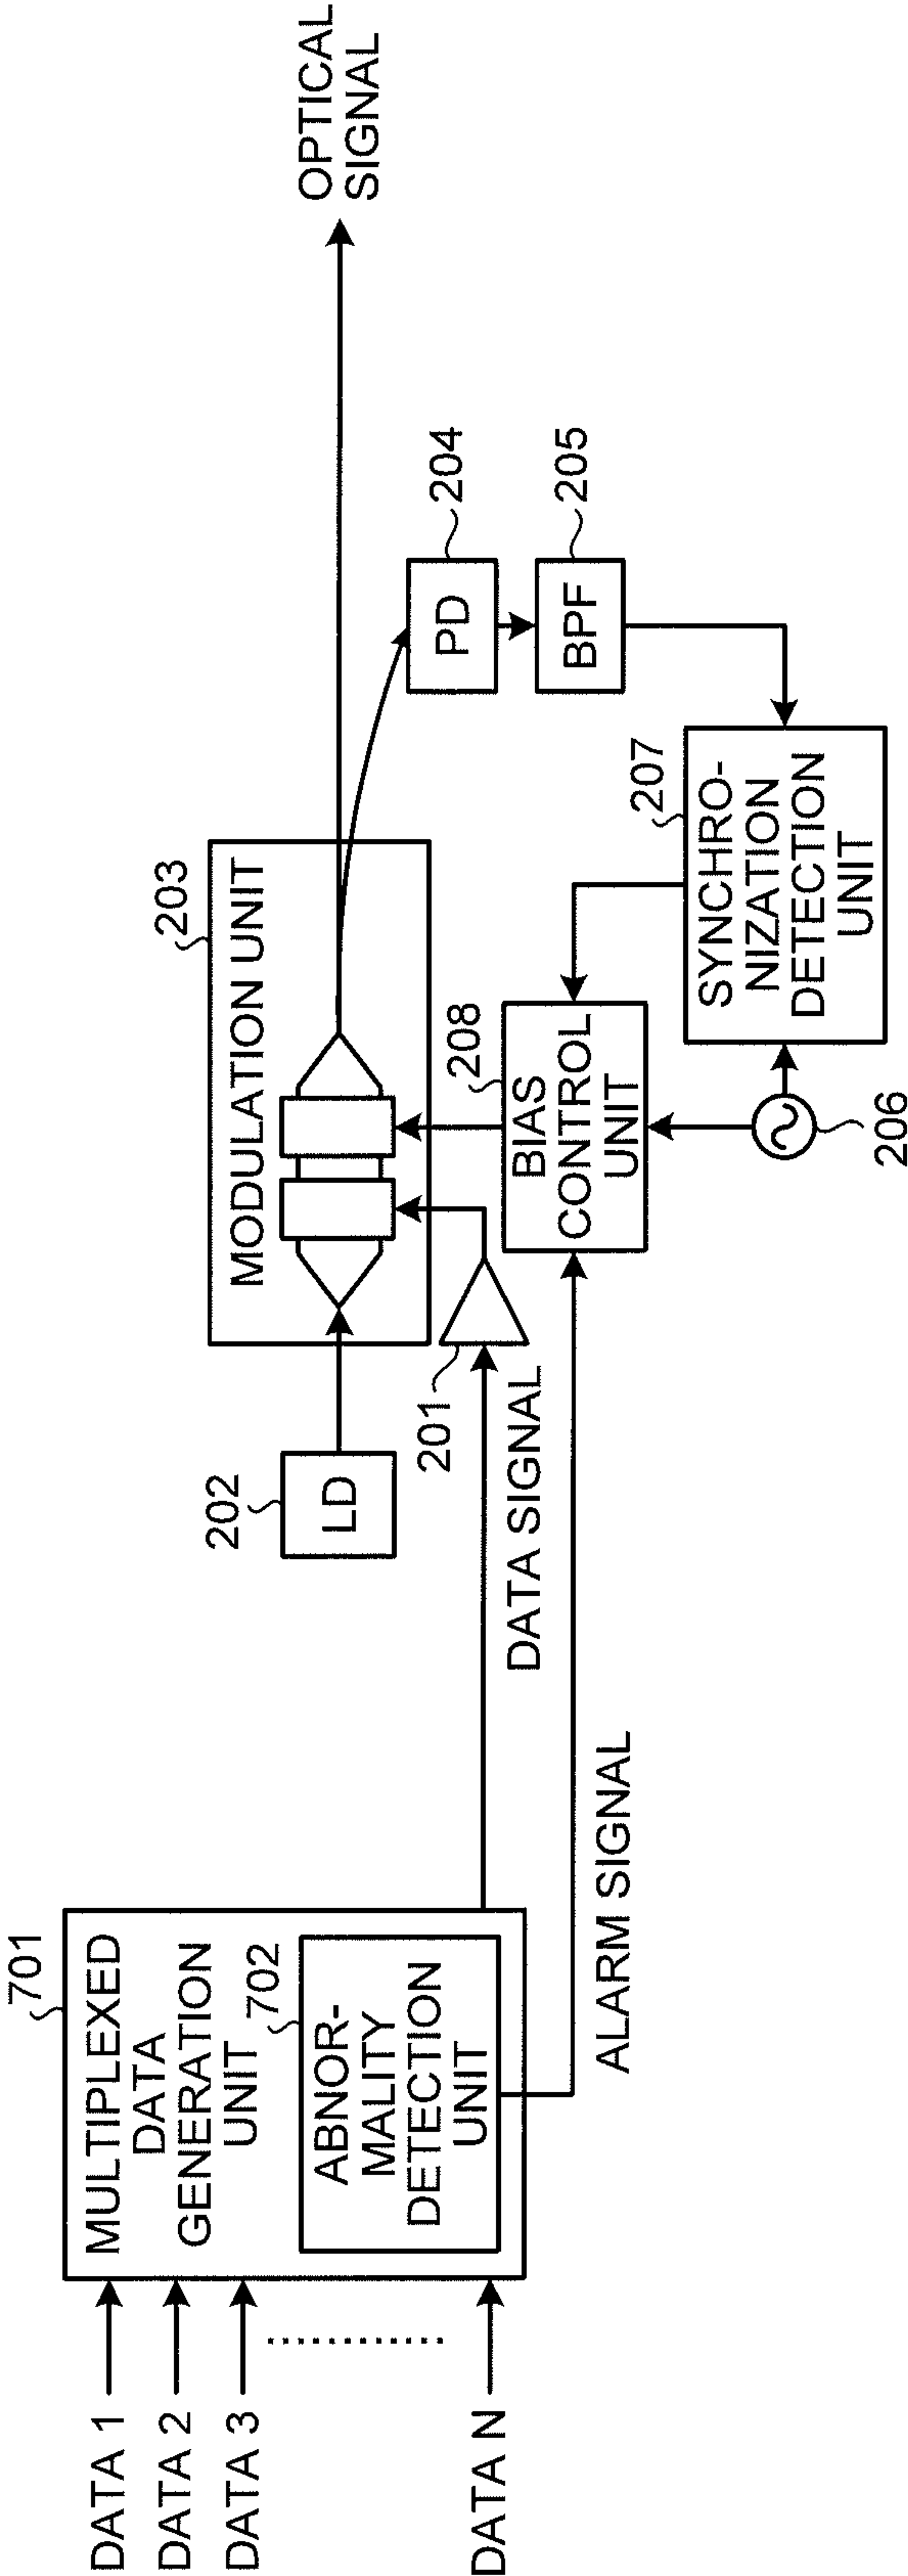 DATA 1
DATA 2
DATA 3
DATA N
701
MULTIPLEXED
DATA
GENERATION
UNIT
702
ABNOR-
MALITY
DETECTION
UNIT
ALARM SIGNAL
DATA SIGNAL
202
LD
201
203
MODULATION UNIT
208
BIAS
CONTROL
UNIT
206
207
SYNCHRO-
NIZATION
DETECTION
UNIT
PD
204
BPF
205
OPTICAL
SIGNAL